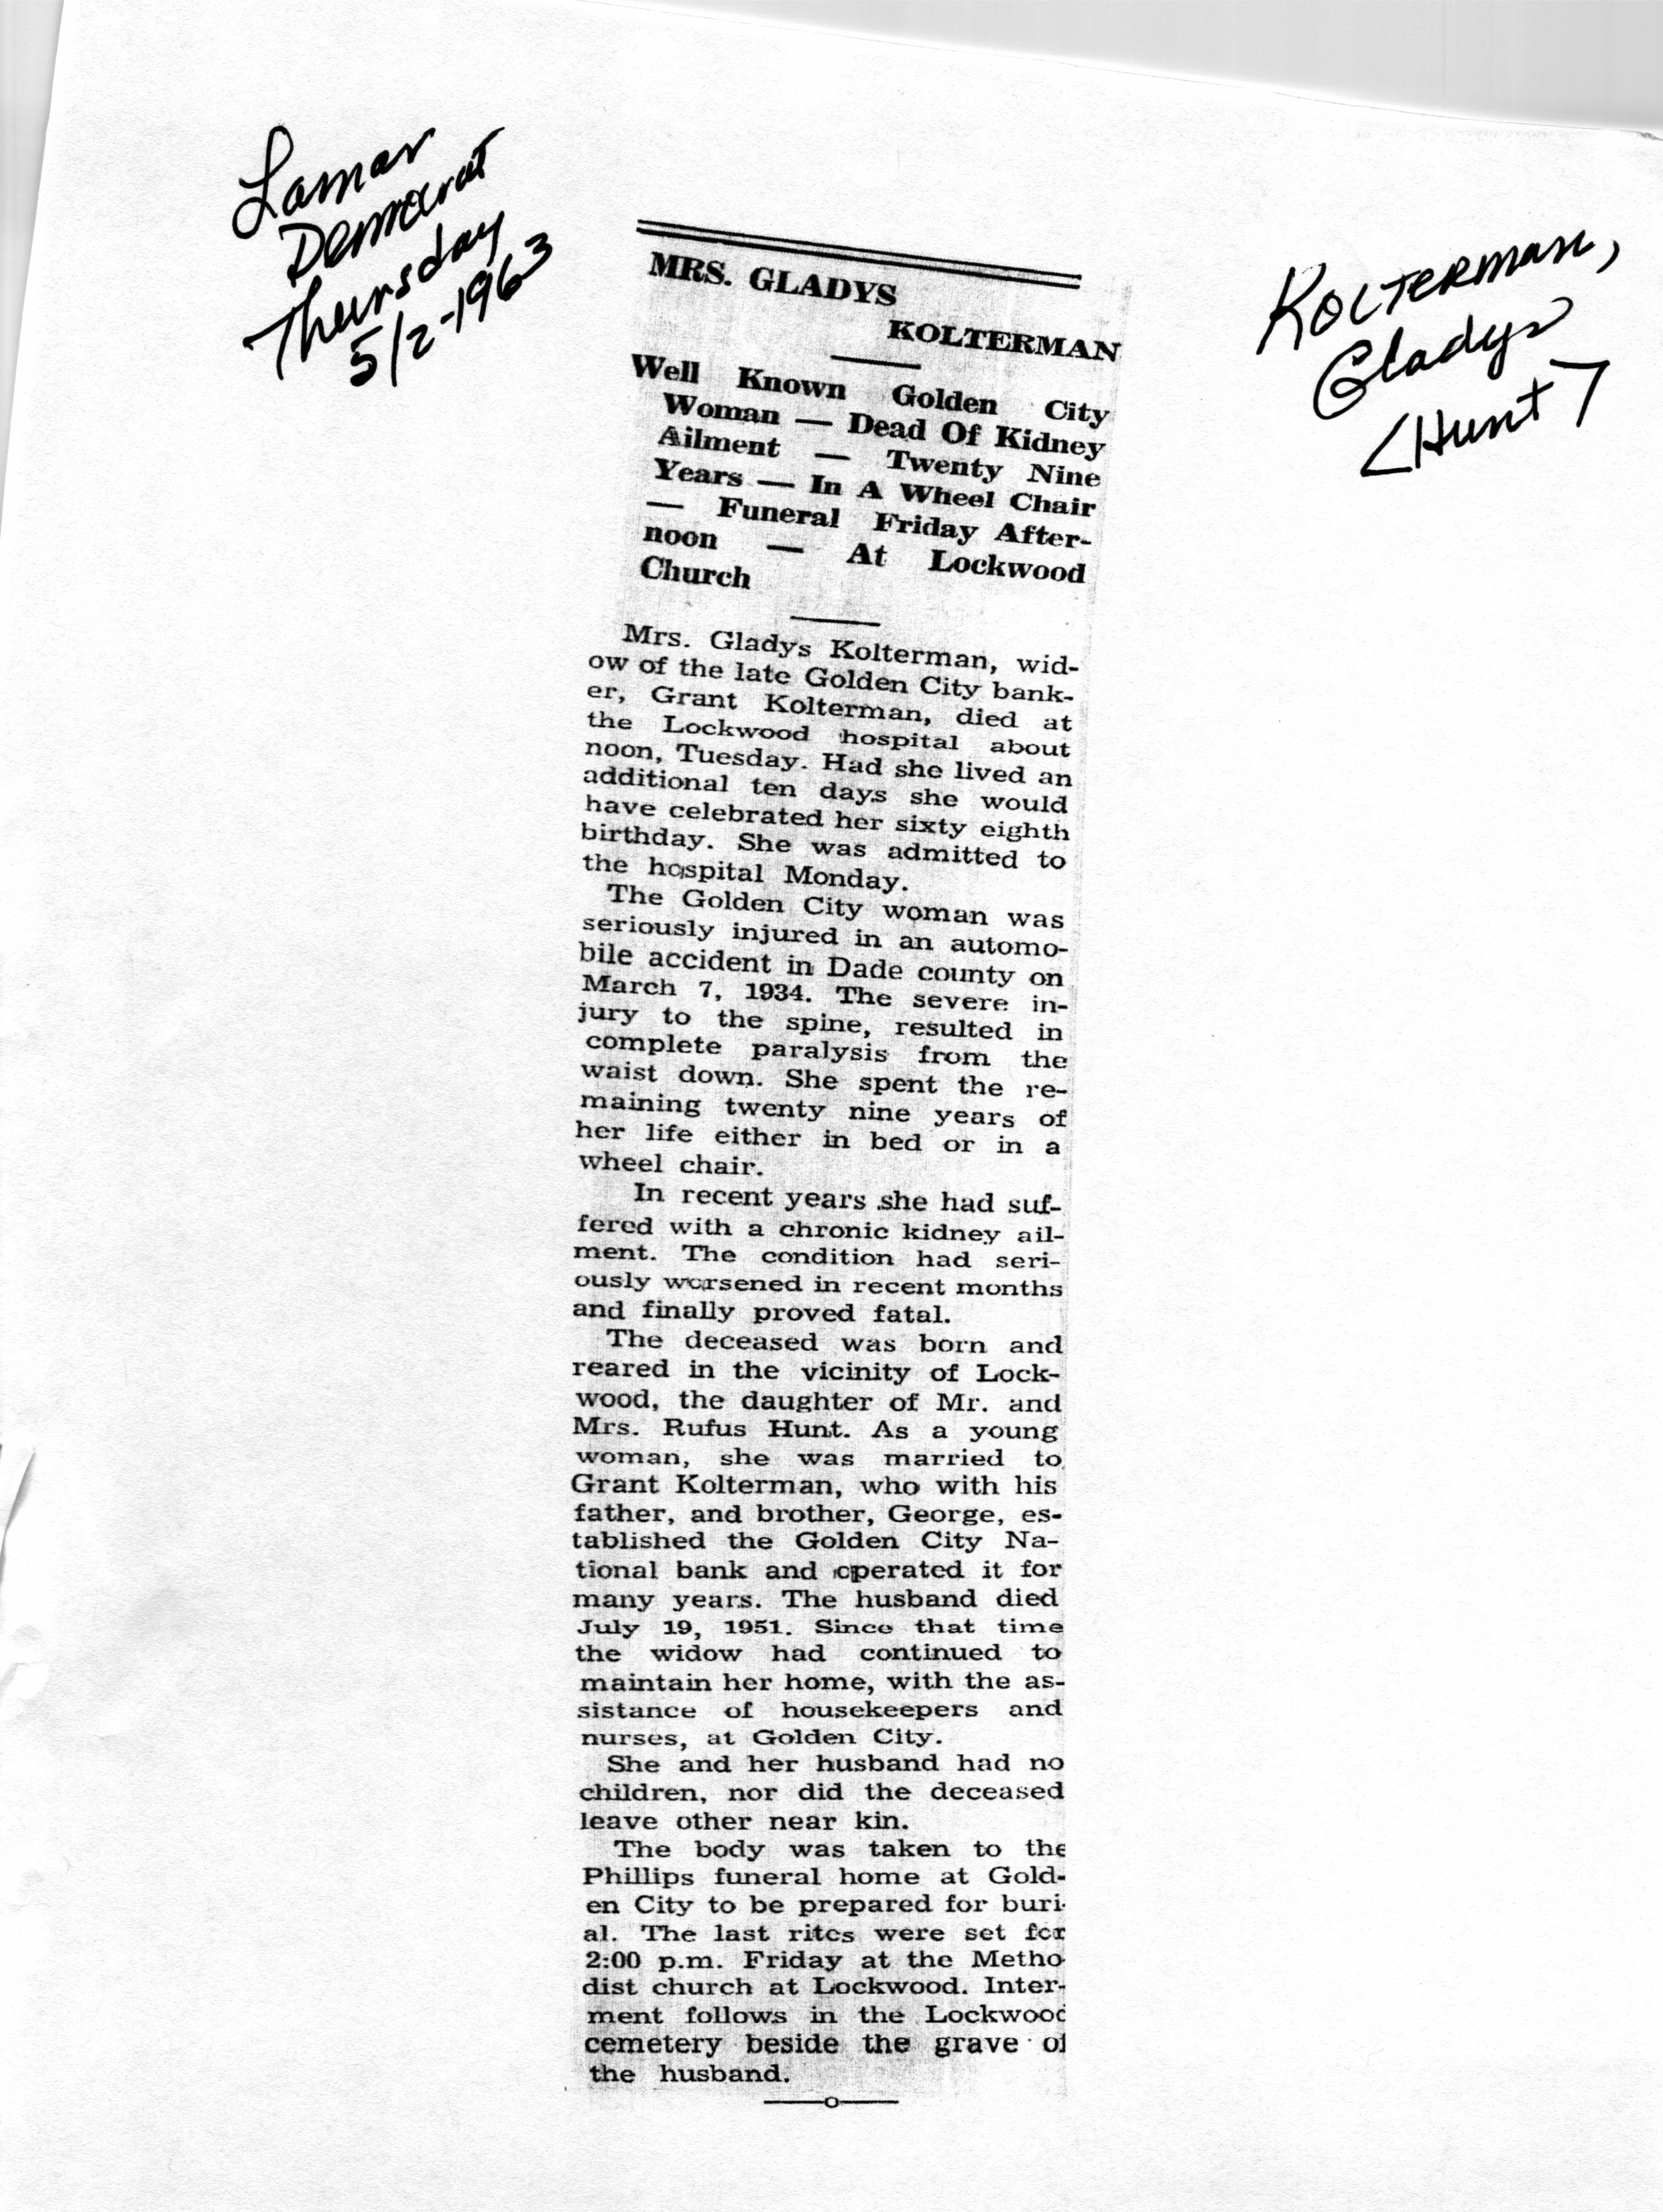 Lamar
Democrat
Thursday
5/2-1963
Kolterman,
Gladys
<Hunt>
MRS. GLADYS
KOLTERMAN
Well Known Golden City
Woman — Dead Of Kidney
Ailment — Twenty Nine
Years — In A Wheel Chair
— Funeral Friday After-
noon — At Lockwood
Church
Mrs. Gladys Kolterman, wid-
ow of the late Golden City bank-
er, Grant Kolterman, died at
the Lockwood hospital about
noon, Tuesday. Had she lived an
additional ten days she would
have celebrated her sixty eighth
birthday. She was admitted to
the hospital Monday.
The Golden City woman was
seriously injured in an automo-
bile accident in Dade county on
March 7, 1934. The severe in-
jury to the spine, resulted in
complete paralysis from the
waist down. She spent the re-
maining twenty nine years of
her life either in bed or in a
wheel chair.
In recent years she had suf-
fered with a chronic kidney ail-
ment. The condition had seri-
ously worsened in recent months
and finally proved fatal.
The deceased was born and
reared in the vicinity of Lock-
wood, the daughter of Mr. and
Mrs. Rufus Hunt. As a young
woman, she was married to
Grant Kolterman, who with his
father, and brother, George, es-
tablished the Golden City Na-
tional bank and operated it for
many years. The husband died
July 19, 1951. Since that time
the widow had continued to
maintain her home, with the as-
sistance of housekeepers and
nurses, at Golden City.
She and her husband had no
children, nor did the deceased
leave other near kin.
The body was taken to the
Phillips funeral home at Gold-
en City to be prepared for buri-
al. The last rites were set for
2:00 p.m. Friday at the Metho-
dist church at Lockwood. Inter-
ment follows in the Lockwood
cemetery beside the grave of
the husband.
——o——